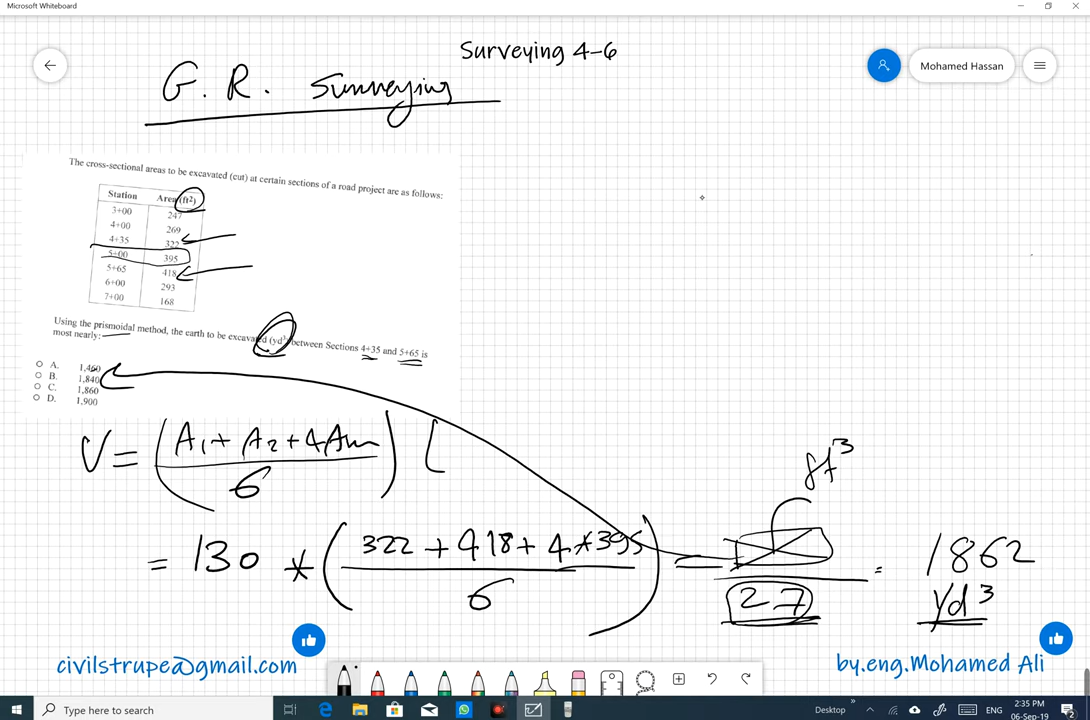 Microsoft Whiteboard
Surveying 4-6
Mohamed Hassan
G. R. Surveying
The cross-sectional areas to be excavated (cut) at certain sections of a road project are as follows:
Station Area (ft²)
3+00 247
4+00 269
4+35 322
5+00 395
5+65 418
6+00 293
7+00 168
Using the prismoidal method, the earth to be excavated (yd³) between Sections 4+35 and 5+65 is
most nearly:
A. 1,460
B. 1,840
C. 1,860
D. 1,900
V = (A₁ + A₂ + 4Am / 6) L
ft³
= 130 * (322 + 418 + 4*395 / 6) = / 27 = 1862
yd³
civilstrupe@gmail.com
by.eng.Mohamed Ali
Type here to search
Desktop
ENG
2:35 PM
06-Sep-19